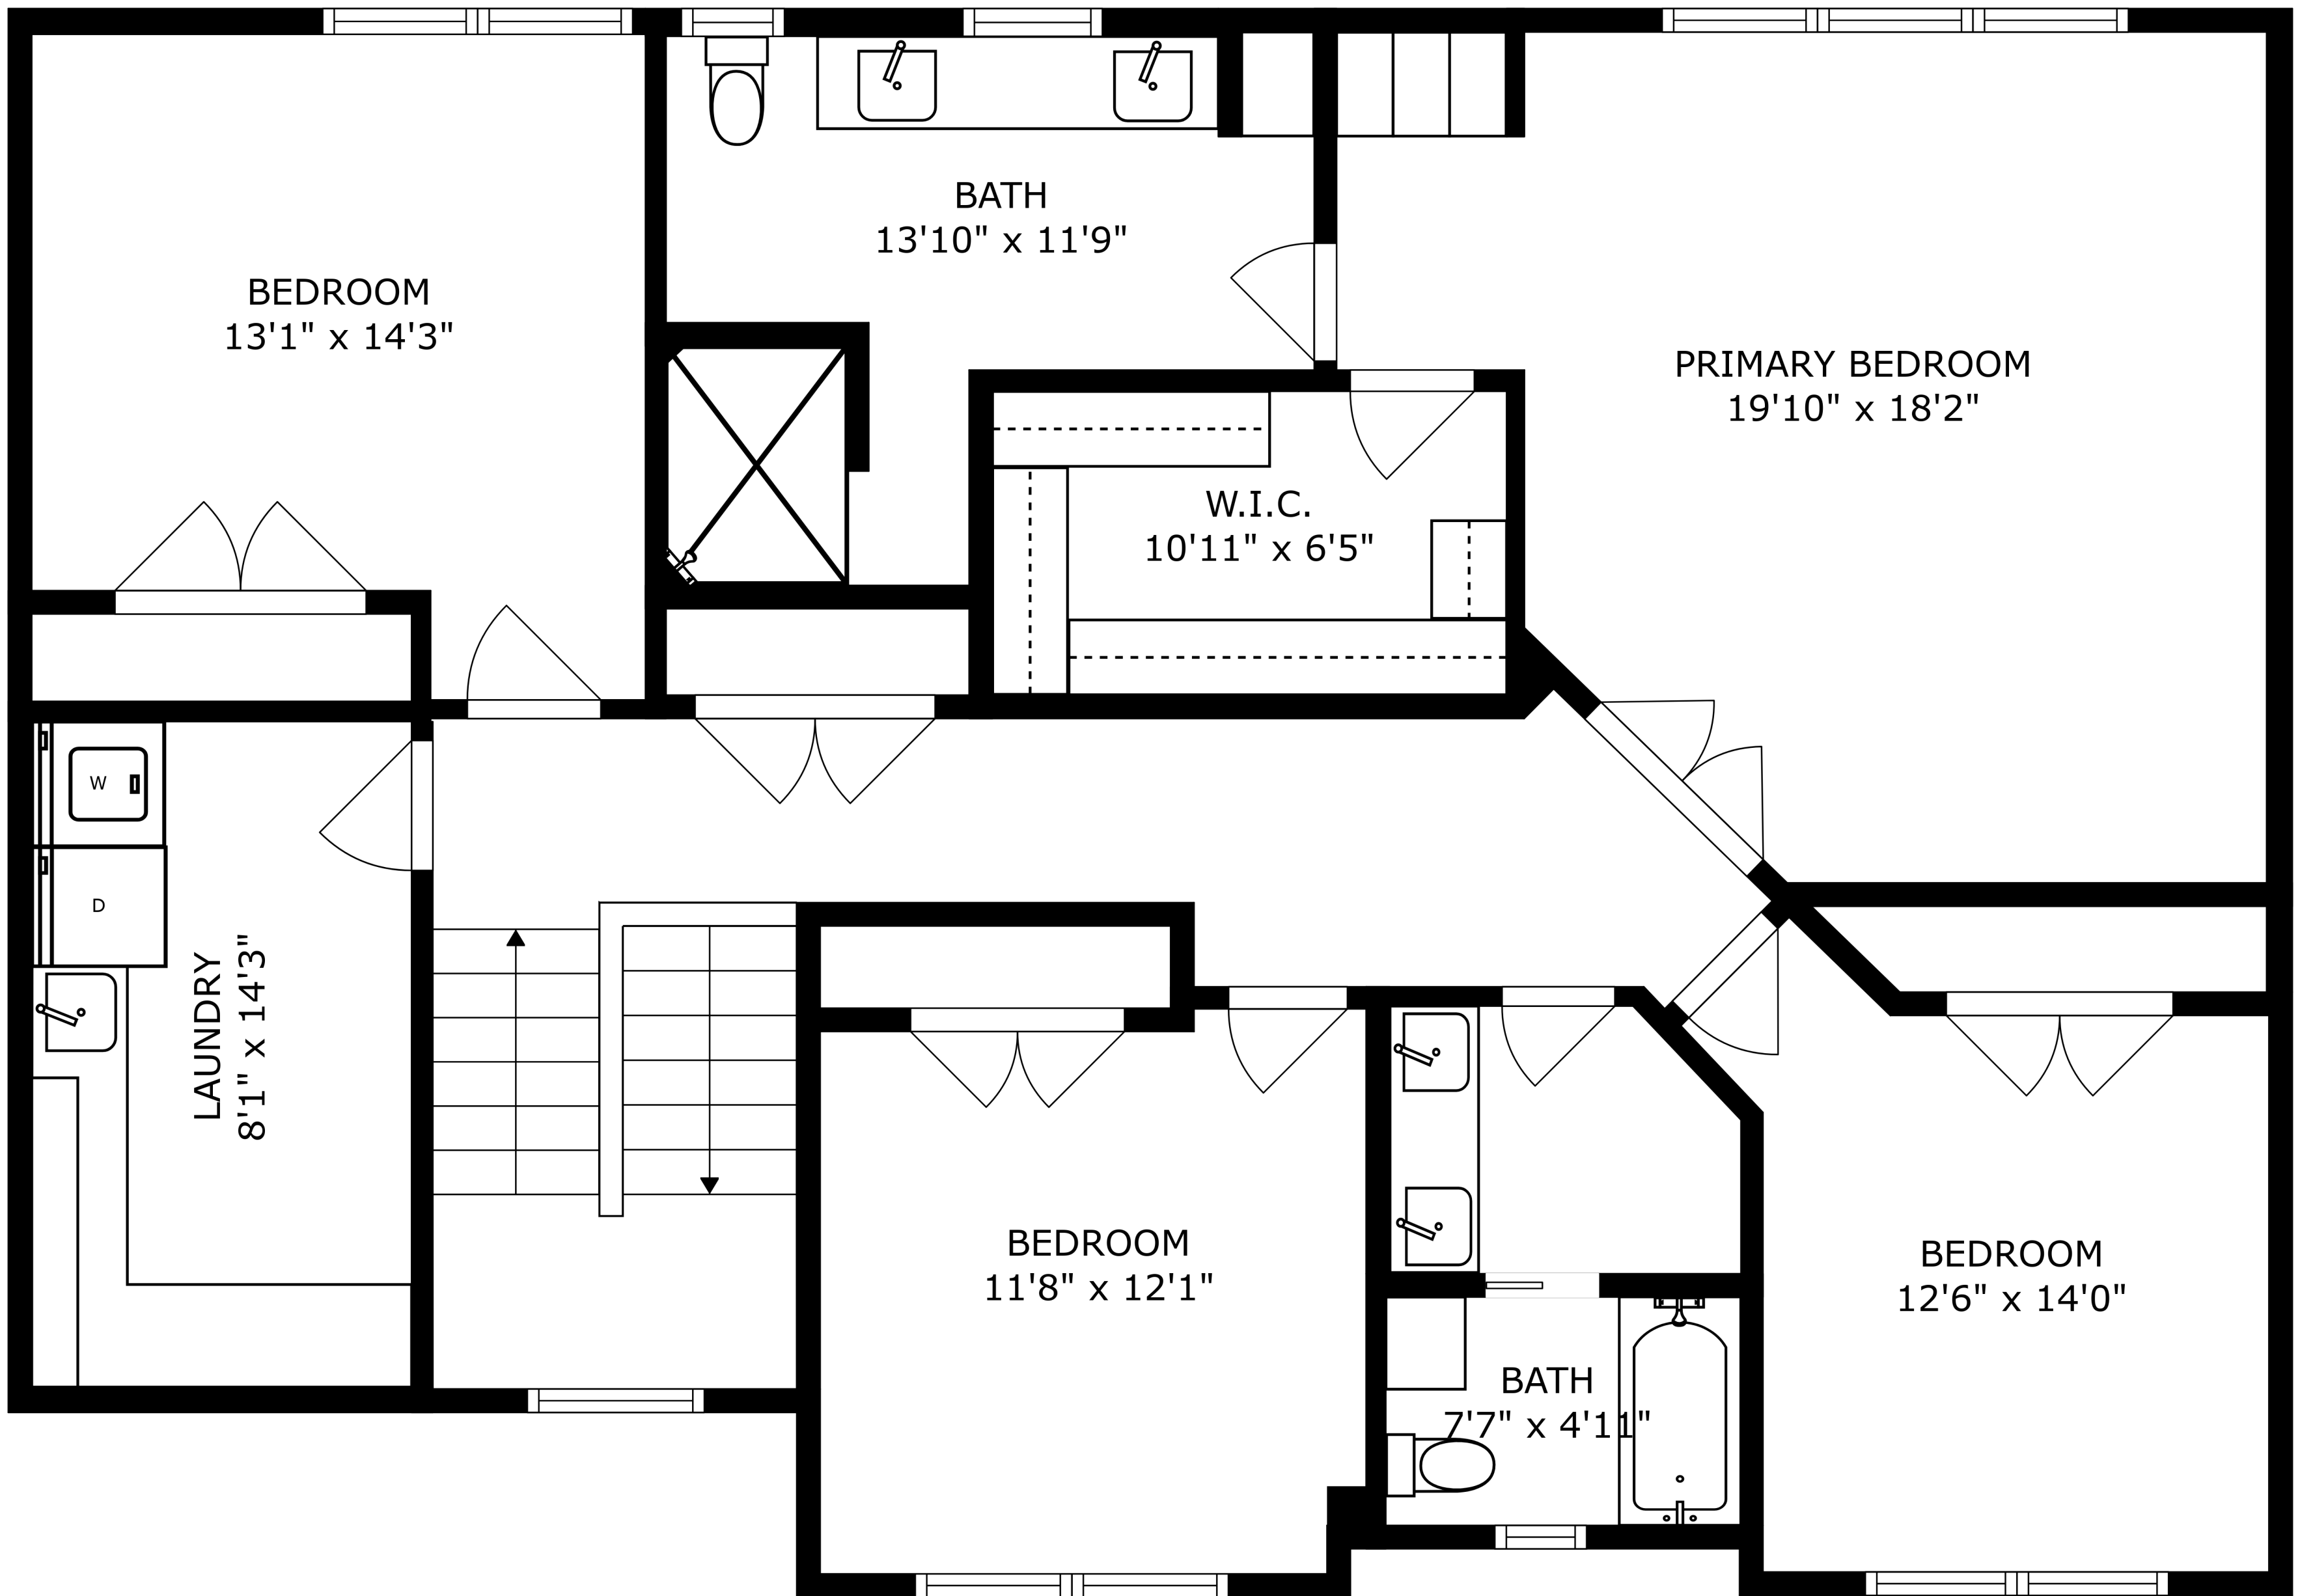 BATH
13'10" x 11'9"
BEDROOM
13'1" x 14'3"
PRIMARY BEDROOM
19'10" x 18'2"
W.I.C.
10'11" x 6'5"
W
D
LAUNDRY
8'1" x 14'3"
BEDROOM
11'8" x 12'1"
BEDROOM
12'6" x 14'0"
BATH
7'7" x 4'11"